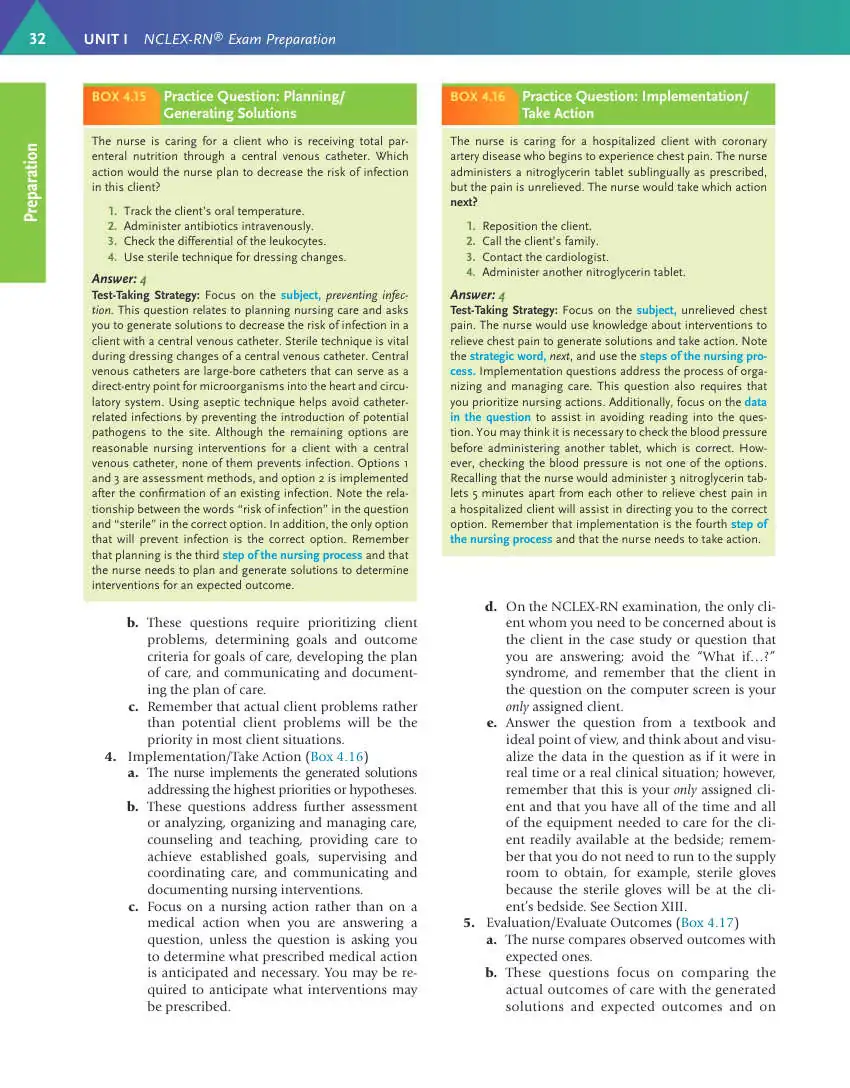 32 UNIT I NCLEX-RN® Exam Preparation
Preparation
BOX 4.15 Practice Question: Planning/
Generating Solutions
The nurse is caring for a client who is receiving total par-
enteral nutrition through a central venous catheter. Which
action would the nurse plan to decrease the risk of infection
in this client?
1. Track the client's oral temperature.
2. Administer antibiotics intravenously.
3. Check the differential of the leukocytes.
4. Use sterile technique for dressing changes.
Answer: 4
Test-Taking Strategy: Focus on the subject, preventing infec-
tion. This question relates to planning nursing care and asks
you to generate solutions to decrease the risk of infection in a
client with a central venous catheter. Sterile technique is vital
during dressing changes of a central venous catheter. Central
venous catheters are large-bore catheters that can serve as a
direct-entry point for microorganisms into the heart and circu-
latory system. Using aseptic technique helps avoid catheter-
related infections by preventing the introduction of potential
pathogens to the site. Although the remaining options are
reasonable nursing interventions for a client with a central
venous catheter, none of them prevents infection. Options 1
and 3 are assessment methods, and option 2 is implemented
after the confirmation of an existing infection. Note the rela-
tionship between the words “risk of infection” in the question
and “sterile” in the correct option. In addition, the only option
that will prevent infection is the correct option. Remember
that planning is the third step of the nursing process and that
the nurse needs to plan and generate solutions to determine
interventions for an expected outcome.
b. These questions require prioritizing client
problems, determining goals and outcome
criteria for goals of care, developing the plan
of care, and communicating and document-
ing the plan of care.
c. Remember that actual client problems rather
than potential client problems will be the
priority in most client situations.
4. Implementation/Take Action (Box 4.16)
a. The nurse implements the generated solutions
addressing the highest priorities or hypotheses.
b. These questions address further assessment
or analyzing, organizing and managing care,
counseling and teaching, providing care to
achieve established goals, supervising and
coordinating care, and communicating and
documenting nursing interventions.
c. Focus on a nursing action rather than on a
medical action when you are answering a
question, unless the question is asking you
to determine what prescribed medical action
is anticipated and necessary. You may be re-
quired to anticipate what interventions may
be prescribed.
BOX 4.16 Practice Question: Implementation/
Take Action
The nurse is caring for a hospitalized client with coronary
artery disease who begins to experience chest pain. The nurse
administers a nitroglycerin tablet sublingually as prescribed,
but the pain is unrelieved. The nurse would take which action
next?
1. Reposition the client.
2. Call the client's family.
3. Contact the cardiologist.
4. Administer another nitroglycerin tablet.
Answer: 4
Test-Taking Strategy: Focus on the subject, unrelieved chest
pain. The nurse would use knowledge about interventions to
relieve chest pain to generate solutions and take action. Note
the strategic word, next, and use the steps of the nursing pro-
cess. Implementation questions address the process of orga-
nizing and managing care. This question also requires that
you prioritize nursing actions. Additionally, focus on the data
in the question to assist in avoiding reading into the ques-
tion. You may think it is necessary to check the blood pressure
before administering another tablet, which is correct. How-
ever, checking the blood pressure is not one of the options.
Recalling that the nurse would administer 3 nitroglycerin tab-
lets 5 minutes apart from each other to relieve chest pain in
a hospitalized client will assist in directing you to the correct
option. Remember that implementation is the fourth step of
the nursing process and that the nurse needs to take action.
d. On the NCLEX-RN examination, the only cli-
ent whom you need to be concerned about is
the client in the case study or question that
you are answering; avoid the “What if…?”
syndrome, and remember that the client in
the question on the computer screen is your
only assigned client.
e. Answer the question from a textbook and
ideal point of view, and think about and visu-
alize the data in the question as if it were in
real time or a real clinical situation; however,
remember that this is your only assigned cli-
ent and that you have all of the time and all
of the equipment needed to care for the cli-
ent readily available at the bedside; remem-
ber that you do not need to run to the supply
room to obtain, for example, sterile gloves
because the sterile gloves will be at the cli-
ent's bedside. See Section XIII.
5. Evaluation/Evaluate Outcomes (Box 4.17)
a. The nurse compares observed outcomes with
expected ones.
b. These questions focus on comparing the
actual outcomes of care with the generated
solutions and expected outcomes and on